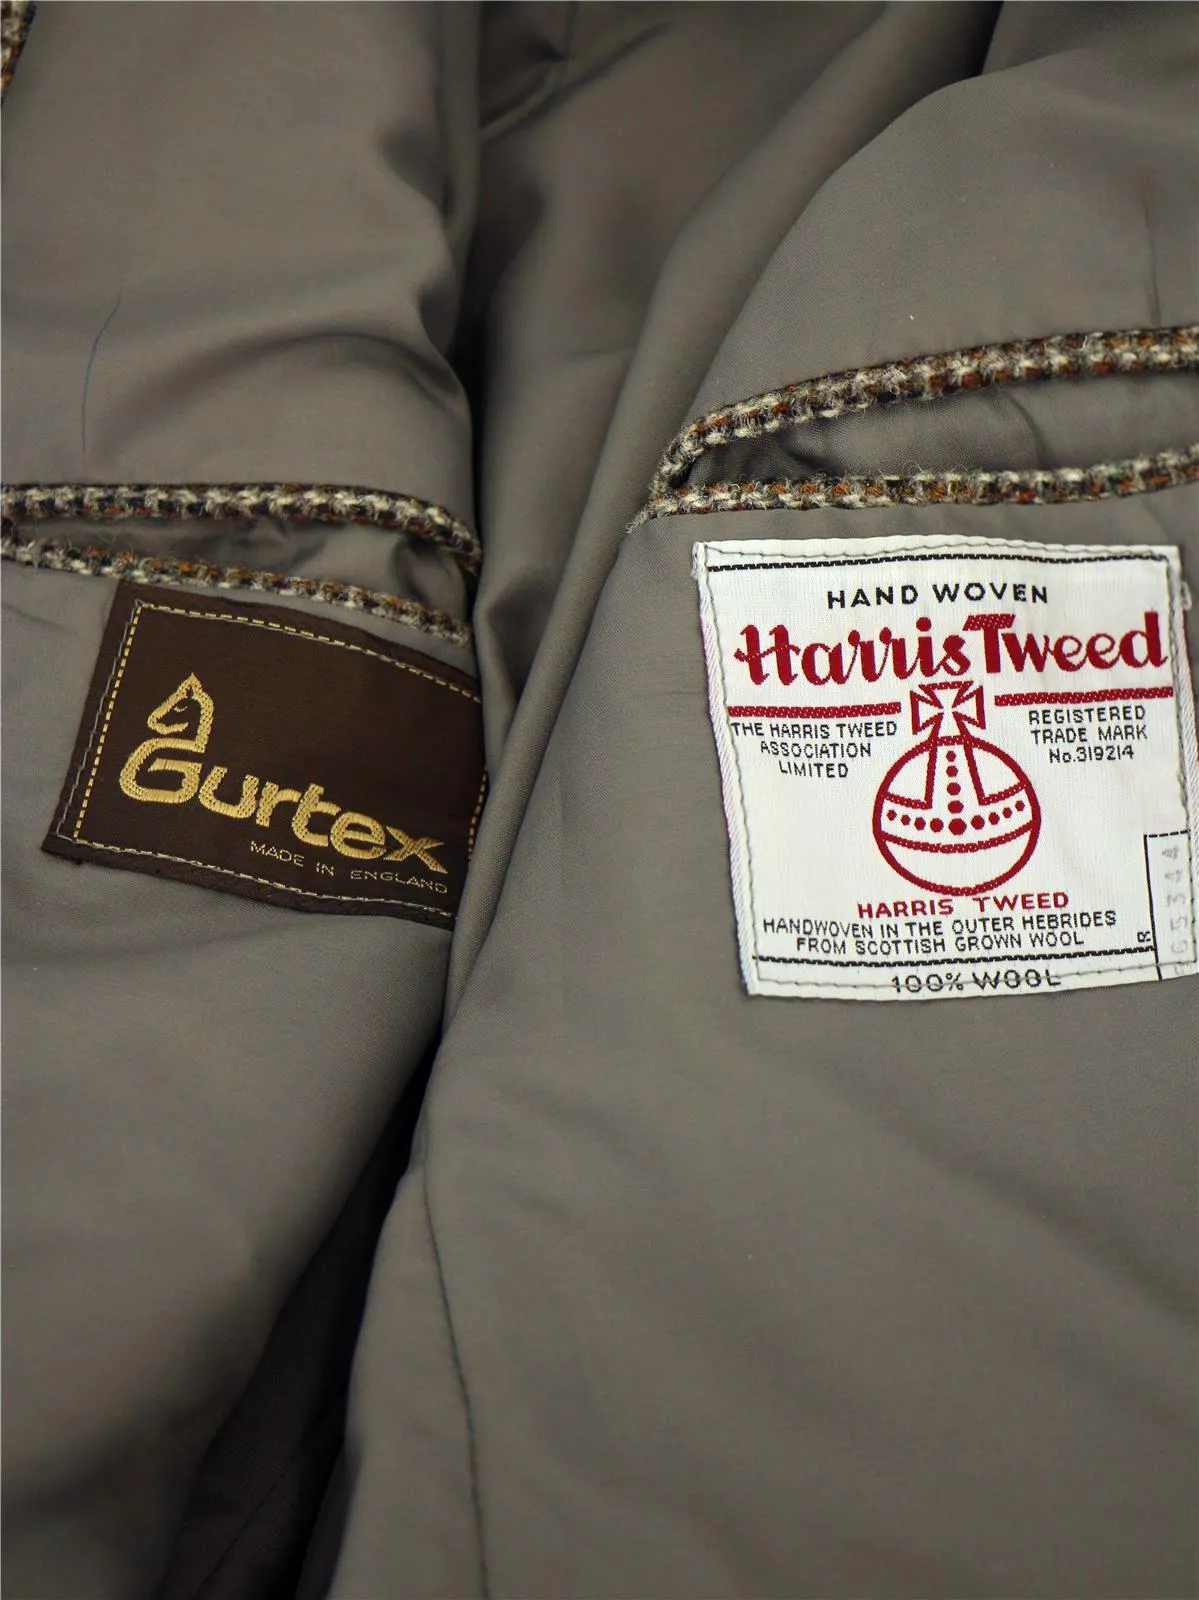 Gurtex
MADE IN ENGLAND
HAND WOVEN
Harris Tweed
THE HARRIS TWEED
ASSOCIATION
LIMITED
REGISTERED
TRADE MARK
No.319214
HARRIS TWEED
HANDWOVEN IN THE OUTER HEBRIDES
FROM SCOTTISH GROWN WOOL
100% WOOL
R